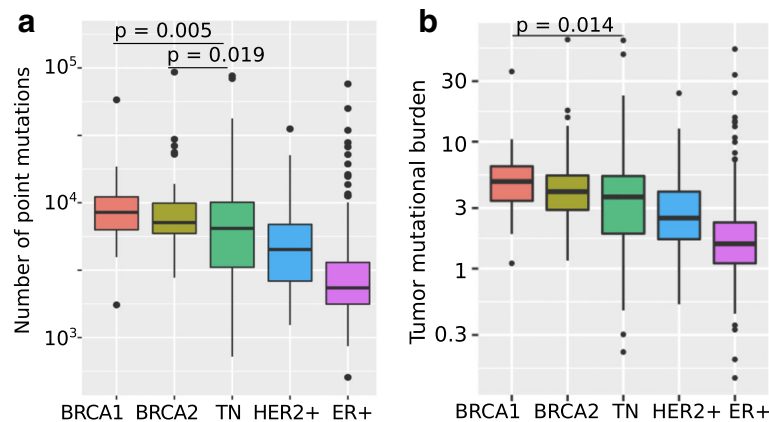 a
p = 0.005
p = 0.019
Number of point mutations
10⁵
10⁴
10³
BRCA1 BRCA2 TN HER2+ ER+
b
p = 0.014
Tumor mutational burden
30
10
3
1
0.3
BRCA1 BRCA2 TN HER2+ ER+